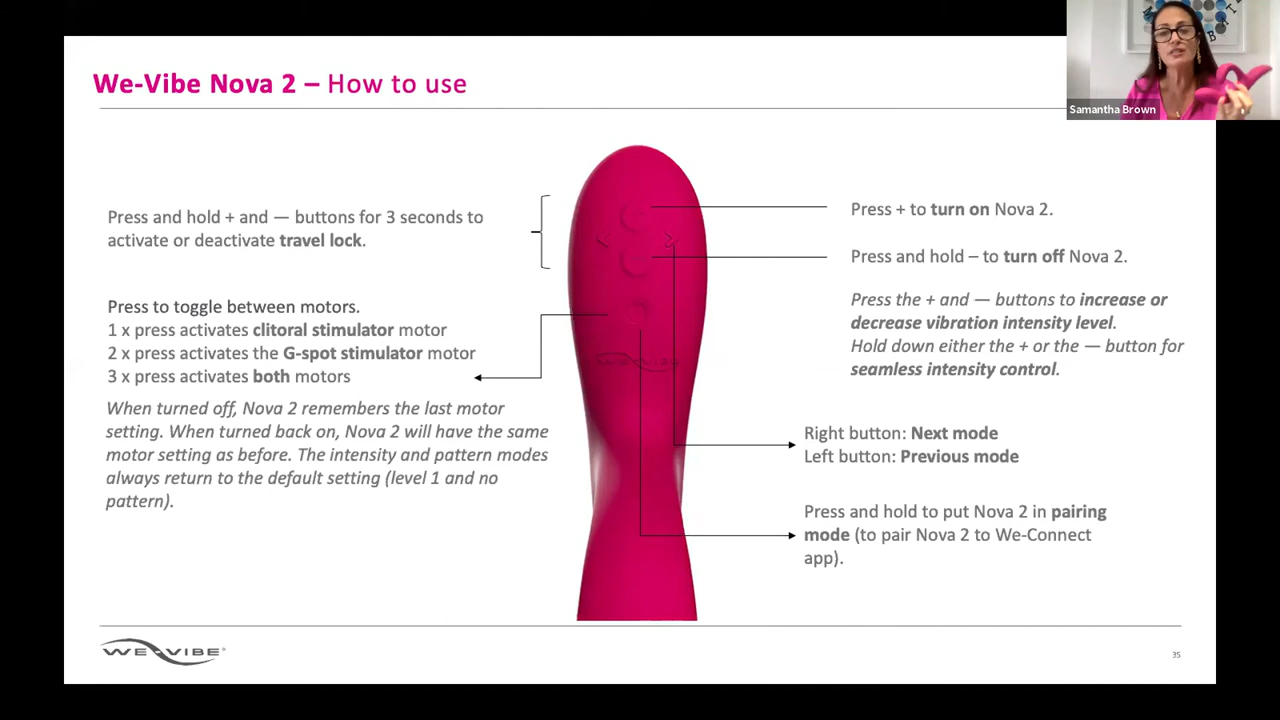 We-Vibe Nova 2 – How to use
Samantha Brown
Press and hold + and — buttons for 3 seconds to
activate or deactivate travel lock.
Press to toggle between motors.
1 x press activates clitoral stimulator motor
2 x press activates the G-spot stimulator motor
3 x press activates both motors
When turned off, Nova 2 remembers the last motor
setting. When turned back on, Nova 2 will have the same
motor setting as before. The intensity and pattern modes
always return to the default setting (level 1 and no
pattern).
Press + to turn on Nova 2.
Press and hold – to turn off Nova 2.
Press the + and — buttons to increase or
decrease vibration intensity level.
Hold down either the + or the — button for
seamless intensity control.
Right button: Next mode
Left button: Previous mode
Press and hold to put Nova 2 in pairing
mode (to pair Nova 2 to We-Connect
app).
WE-VIBE®
35